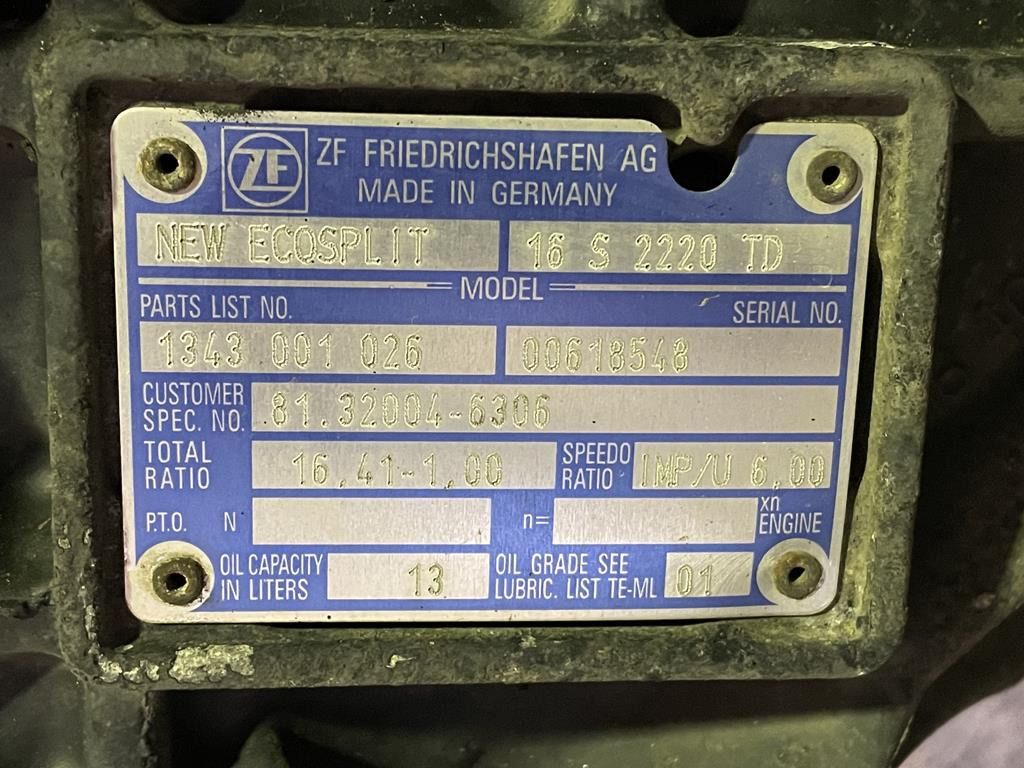 ZF
ZF FRIEDRICHSHAFEN AG
MADE IN GERMANY
NEW ECOSPLIT 16 S 2220 TD
MODEL
PARTS LIST NO. SERIAL NO.
1343 001 026 00618548
CUSTOMER
SPEC. NO. 81.32004-6306
TOTAL
RATIO 16,41-1,00
SPEEDO
RATIO IMP/U 6,00
P.T.O. N n= xn
ENGINE
OIL CAPACITY
IN LITERS 13
OIL GRADE SEE
LUBRIC. LIST TE-ML 01